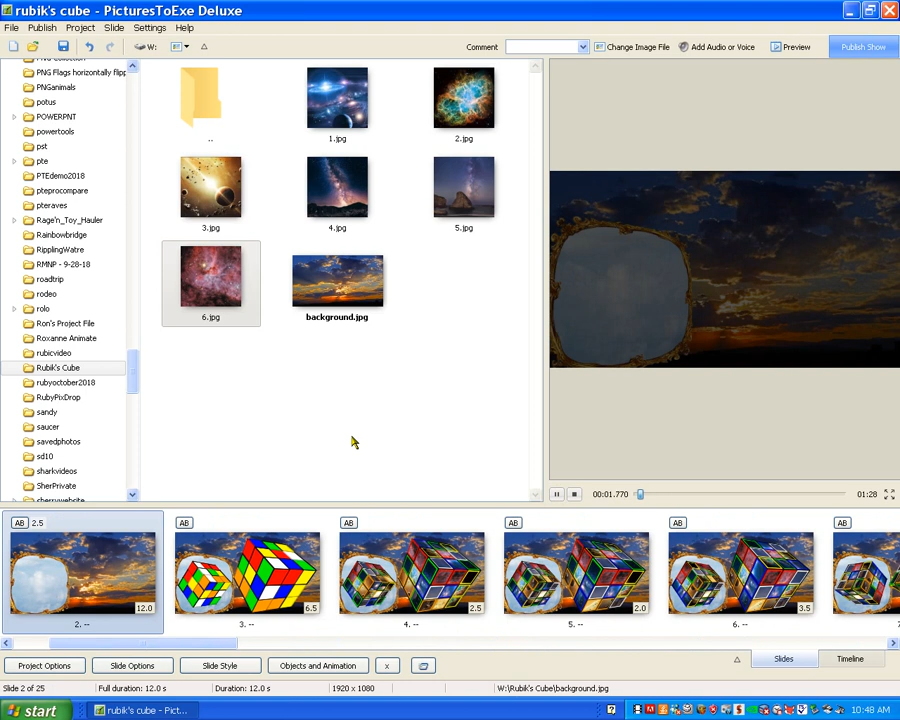 rubik's cube - PicturesToExe Deluxe
File Publish Project Slide Settings Help
W: Comment Change Image File Add Audio or Voice Preview Publish Show
PNG Flags horizontally flipp
PNGanimals
potus
POWERPNT
powertools
pst
pte
PTEdemo2018
pteprocompare
pteraves
Rage'n_Toy_Hauler
Rainbowbridge
RipplingWatre
RMNP - 9-28-18
roadtrip
rodeo
rolo
Ron's Project File
Roxanne Animate
rubicvideo
Rubik's Cube
rubyoctober2018
RubyPixDrop
sandy
saucer
savedphotos
sd10
sharkvideos
SherPrivate
sherrywebsite
.. 1.jpg 2.jpg
3.jpg 4.jpg 5.jpg
6.jpg background.jpg
00:01.770 01:28
AB 2.5 AB AB AB AB AB
12.0 6.5 2.5 2.0 3.5
2. -- 3. -- 4. -- 5. -- 6. -- 7
Project Options Slide Options Slide Style Objects and Animation x Slides Timeline
Slide 2 of 25 Full duration: 12.0 s Duration: 12.0 s 1920 x 1080 W:\Rubik's Cube\background.jpg
start rubik's cube - Pict... 10:48 AM